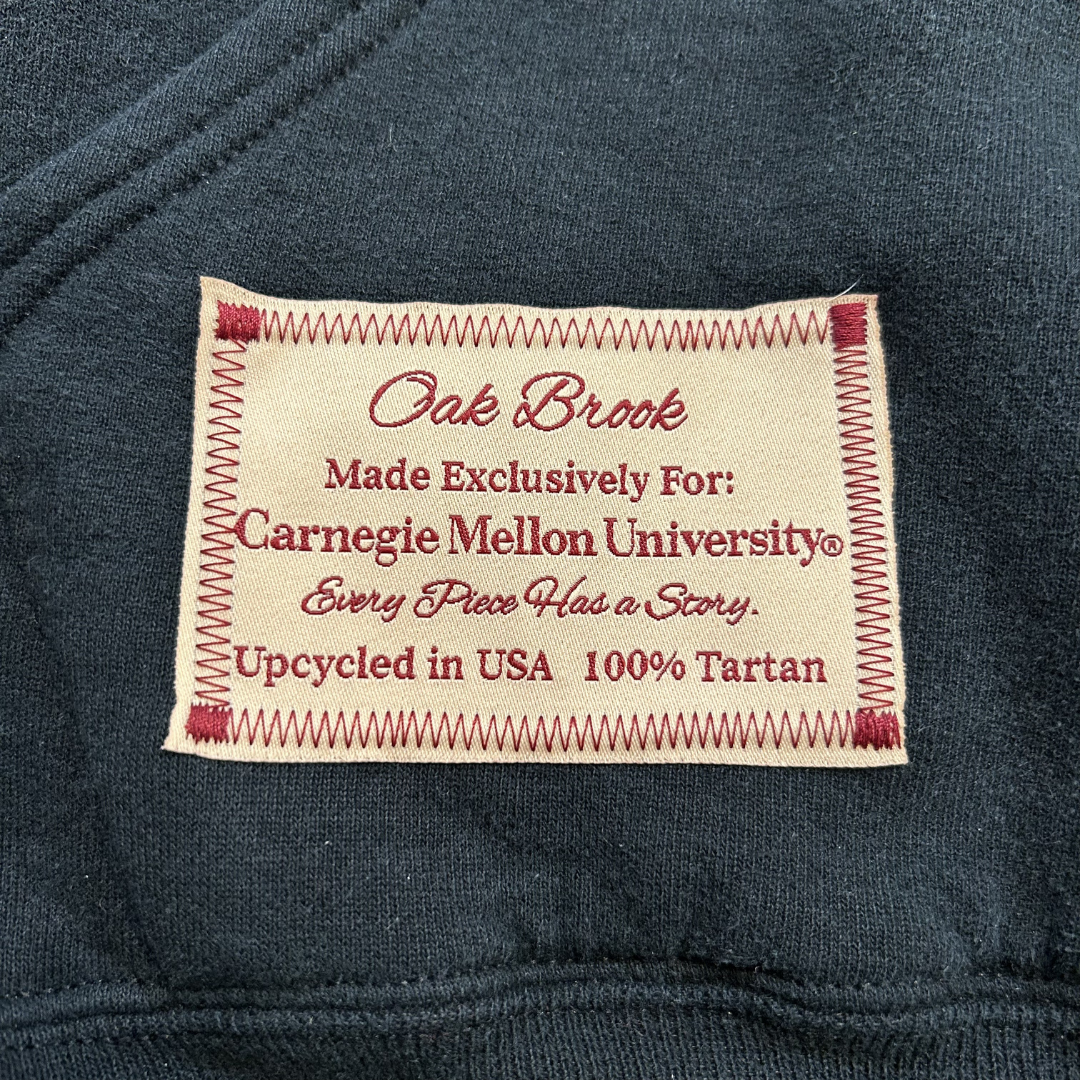 Oak Brook
Made Exclusively For:
Carnegie Mellon University®
Every Piece Has a Story.
Upcycled in USA 100% Tartan